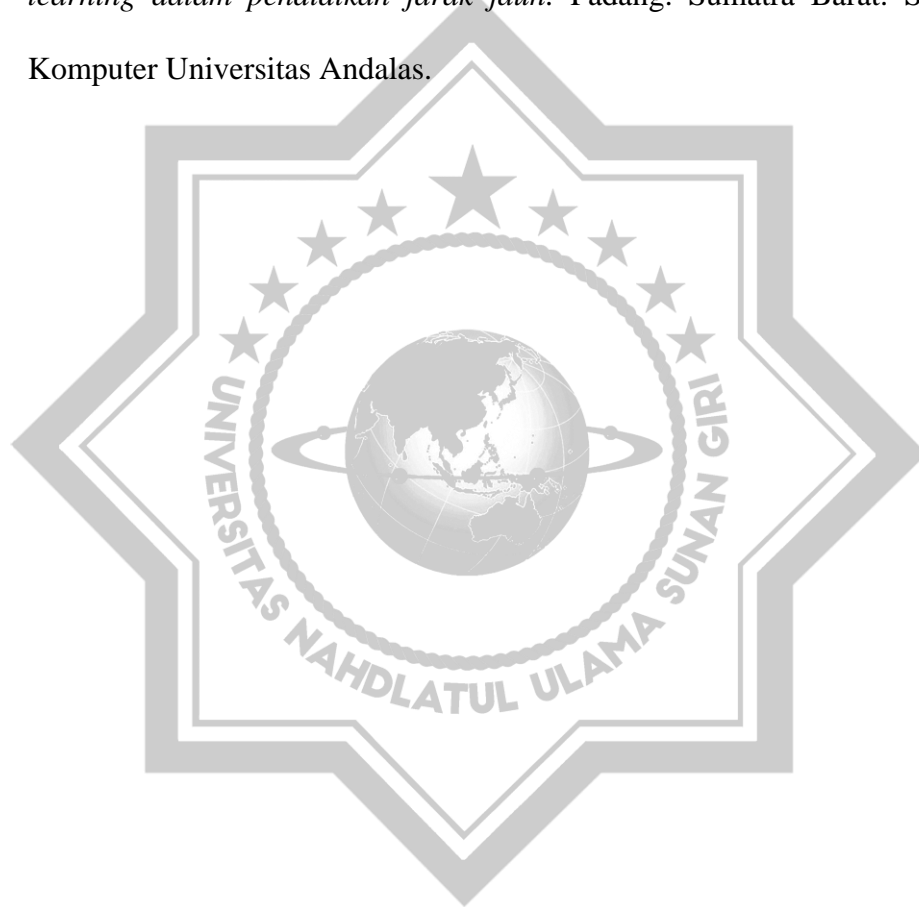 learning dalam pendidikan jarak jauh. Padang. Sumatra Barat. S
Komputer Universitas Andalas.
UNIVERSITAS NAHDLATUL ULAMA SUNAN GIRI